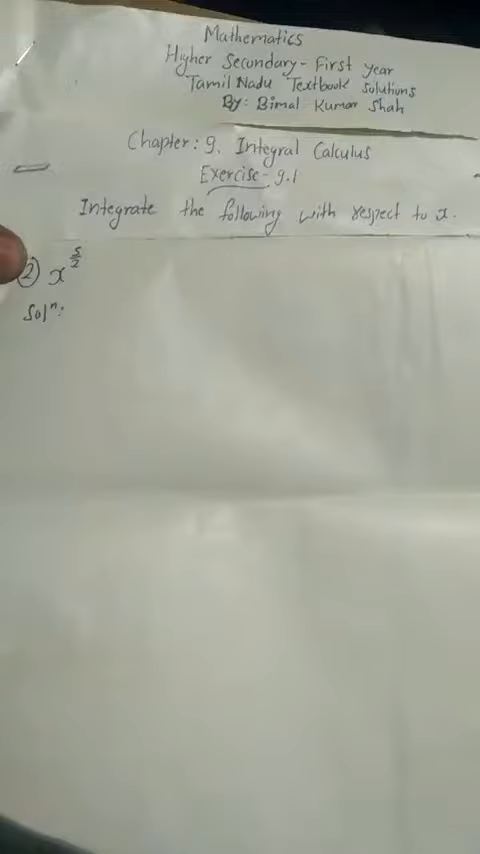 Mathematics
Higher Secundary - First Year
Tamil Nadu Textbook Solutions
By: Bimal Kumar Shah
Chapter: 9. Integral Calculus
Exercise - 9.1
Integrate the following with respect to x.
② x^5/2
Solⁿ: